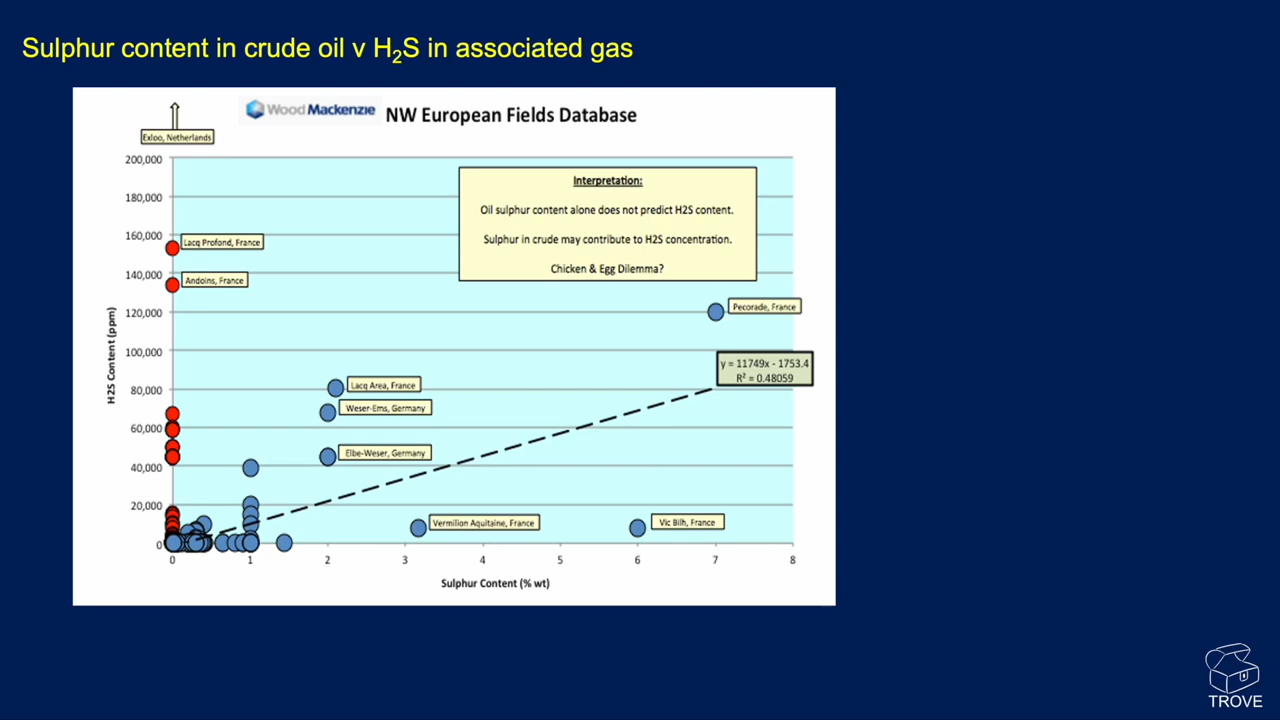 Sulphur content in crude oil v H₂S in associated gas
Wood Mackenzie
NW European Fields Database
Exloo, Netherlands
200,000
180,000
160,000
140,000
120,000
100,000
80,000
60,000
40,000
20,000
0
H2S Content (ppm)
Lacq Profond, France
Andoins, France
Interpretation:
Oil sulphur content alone does not predict H2S content.
Sulphur in crude may contribute to H2S concentration.
Chicken & Egg Dilemma?
Pecorade, France
y = 11749x - 1753.4
R² = 0.48059
Lacq Area, France
Weser-Ems, Germany
Elbe-Weser, Germany
Vermilion Aquitaine, France
Vic Bilh, France
0 1 2 3 4 5 6 7 8
Sulphur Content (% wt)
TROVE